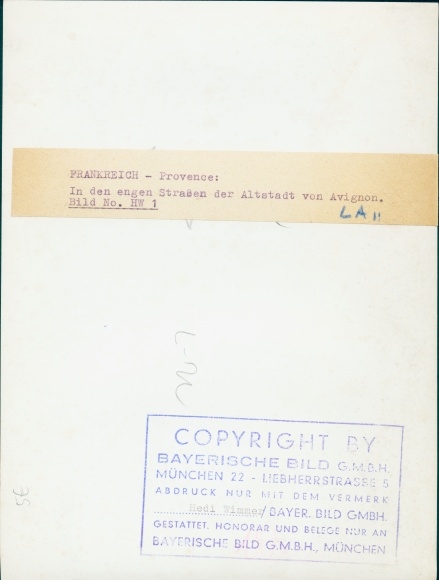 FRANKREICH - Provence:
In den engen Straßen der Altstadt von Avignon.
Bild No. HW 1
LA II
COPYRIGHT BY
BAYERISCHE BILD G.M.B.H.
MÜNCHEN 22 - LIEBHERRSTRASSE 5
ABDRUCK NUR MIT DEM VERMERK
Hedi Wimmer/BAYER. BILD GMBH.
GESTATTET. HONORAR UND BELEGE NUR AN
BAYERISCHE BILD G.M.B.H., MÜNCHEN